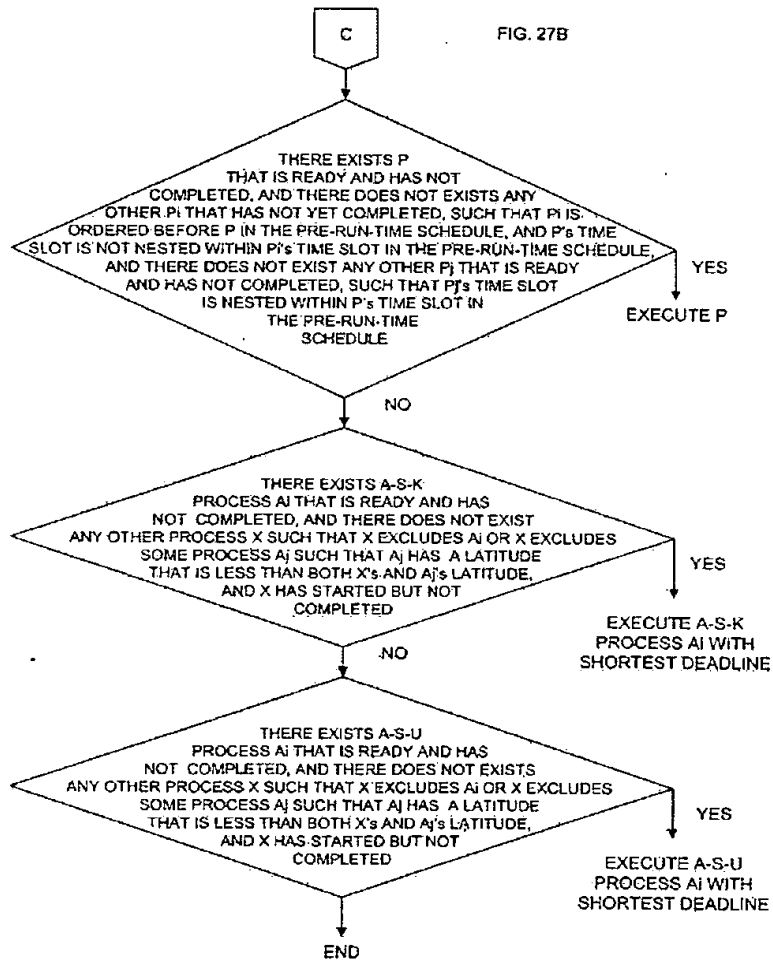 C
FIG. 27B
THERE EXISTS P
THAT IS READY AND HAS NOT
COMPLETED, AND THERE DOES NOT EXISTS ANY
OTHER Pi THAT HAS NOT YET COMPLETED, SUCH THAT Pi IS
ORDERED BEFORE P IN THE PRE-RUN-TIME SCHEDULE, AND P's TIME
SLOT IS NOT NESTED WITHIN Pi's TIME SLOT IN THE PRE-RUN-TIME SCHEDULE,
AND THERE DOES NOT EXIST ANY OTHER Pj THAT IS READY
AND HAS NOT COMPLETED, SUCH THAT Pj's TIME SLOT
IS NESTED WITHIN P's TIME SLOT IN
THE PRE-RUN-TIME
SCHEDULE
YES
EXECUTE P
NO
THERE EXISTS A-S-K
PROCESS Ai THAT IS READY AND HAS
NOT COMPLETED, AND THERE DOES NOT EXIST
ANY OTHER PROCESS X SUCH THAT X EXCLUDES Ai OR X EXCLUDES
SOME PROCESS Aj SUCH THAT Aj HAS A LATITUDE
THAT IS LESS THAN BOTH X's AND Aj's LATITUDE,
AND X HAS STARTED BUT NOT
COMPLETED
YES
EXECUTE A-S-K
PROCESS Ai WITH
SHORTEST DEADLINE
NO
THERE EXISTS A-S-U
PROCESS Ai THAT IS READY AND HAS
NOT COMPLETED, AND THERE DOES NOT EXISTS
ANY OTHER PROCESS X SUCH THAT X EXCLUDES Ai OR X EXCLUDES
SOME PROCESS Aj SUCH THAT Aj HAS A LATITUDE
THAT IS LESS THAN BOTH X's AND Aj's LATITUDE,
AND X HAS STARTED BUT NOT
COMPLETED
YES
EXECUTE A-S-U
PROCESS Ai WITH
SHORTEST DEADLINE
END